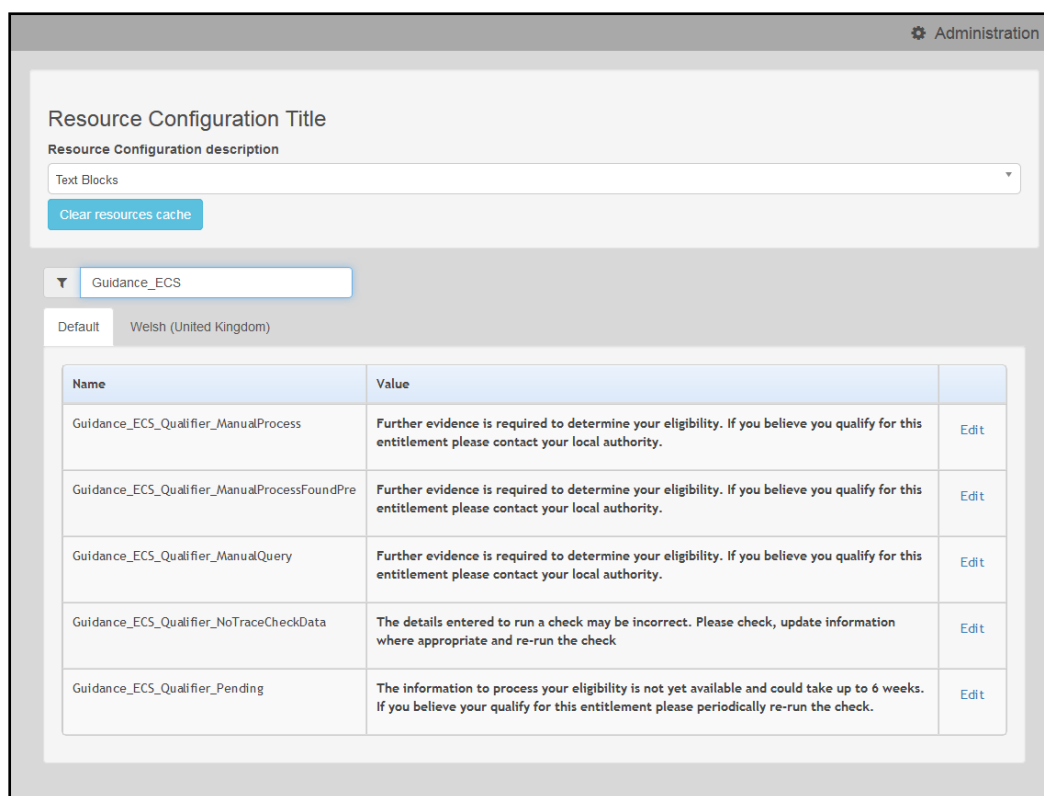 Administration
Resource Configuration Title
Resource Configuration description
Text Blocks
Clear resources cache
Guidance_ECS
Default Welsh (United Kingdom)
Name Value
Guidance_ECS_Qualifier_ManualProcess Further evidence is required to determine your eligibility. If you believe you qualify for this Edit
entitlement please contact your local authority.
Guidance_ECS_Qualifier_ManualProcessFoundPre Further evidence is required to determine your eligibility. If you believe you qualify for this Edit
entitlement please contact your local authority.
Guidance_ECS_Qualifier_ManualQuery Further evidence is required to determine your eligibility. If you believe you qualify for this Edit
entitlement please contact your local authority.
Guidance_ECS_Qualifier_NoTraceCheckData The details entered to run a check may be incorrect. Please check, update information Edit
where appropriate and re-run the check
Guidance_ECS_Qualifier_Pending The information to process your eligibility is not yet available and could take up to 6 weeks. Edit
If you believe your qualify for this entitlement please periodically re-run the check.